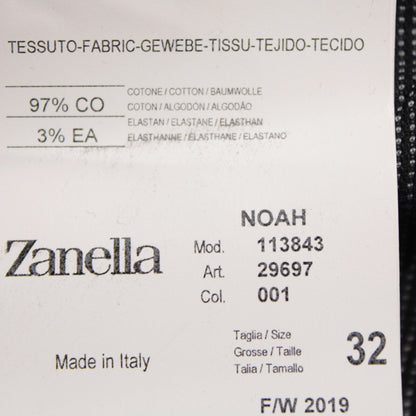 TESSUTO-FABRIC-GEWEBE-TISSU-TEJIDO-TECIDO
97% CO
COTONE / COTTON / BAUMWOLLE
COTON / ALGODÓN / ALGODÃO
3% EA
ELASTAN / ELASTANE / ELASTHAN
ELASTHANNE / ELASTHANE / ELASTANO
NOAH
Zanella
Mod. 113843
Art. 29697
Col. 001
Made in Italy
Taglia / Size
Grosse / Taille
Talia / Tamallo
32
F/W 2019